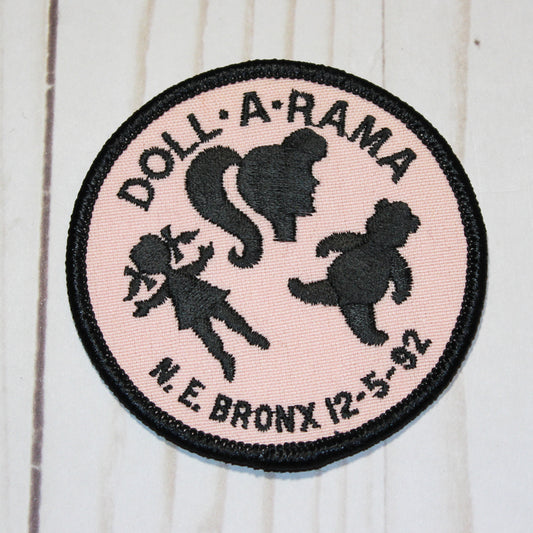 DOLL·A·RAMA
N. E. BRONX 12-5-92